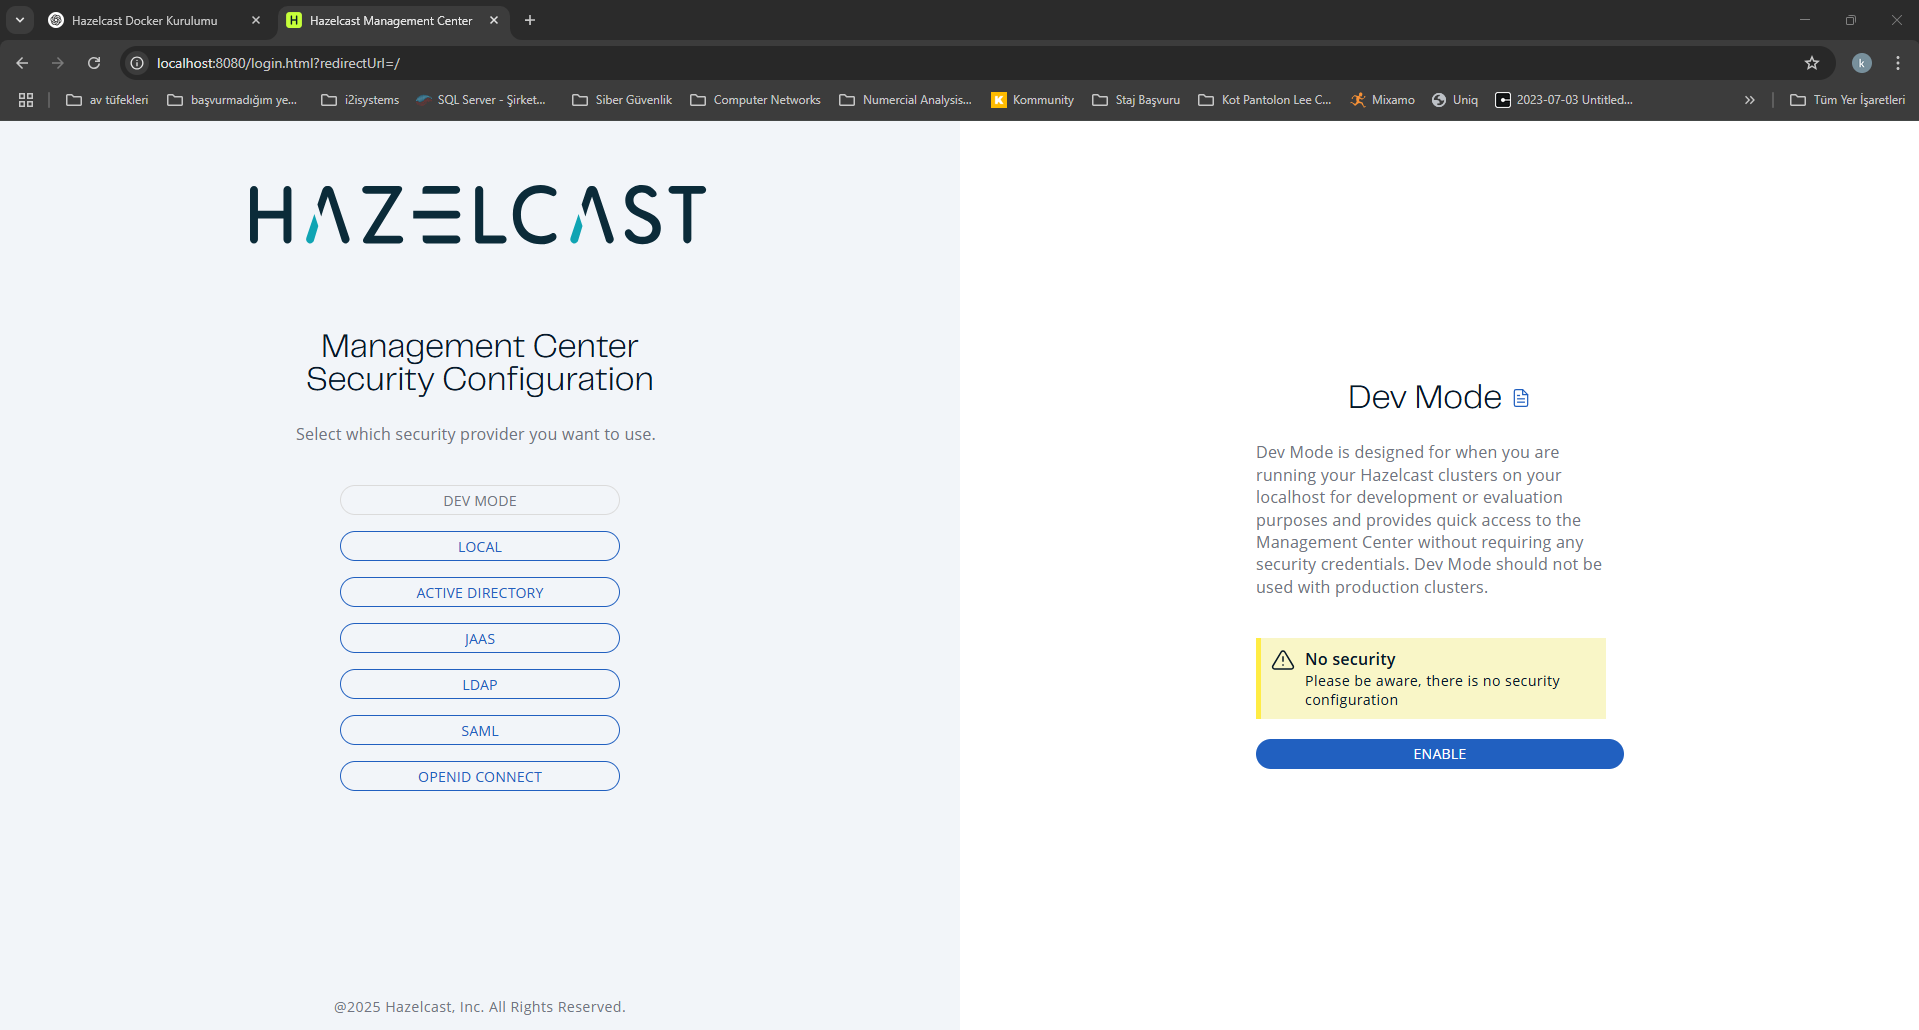 Hazelcast Docker Kurulumu
Hazelcast Management Center
localhost:8080/login.html?redirectUrl=/
k
av tüfekleri
başvurmadığım ye...
i2isystems
SQL Server - Şirket...
Siber Güvenlik
Computer Networks
Numercial Analysis...
Kommunity
Staj Başvuru
Kot Pantolon Lee C...
Mixamo
Uniq
2023-07-03 Untitled...
Tüm Yer İşaretleri
HAZELCAST
Management Center
Security Configuration
Select which security provider you want to use.
DEV MODE
LOCAL
ACTIVE DIRECTORY
JAAS
LDAP
SAML
OPENID CONNECT
@2025 Hazelcast, Inc. All Rights Reserved.
Dev Mode
Dev Mode is designed for when you are
running your Hazelcast clusters on your
localhost for development or evaluation
purposes and provides quick access to the
Management Center without requiring any
security credentials. Dev Mode should not be
used with production clusters.
No security
Please be aware, there is no security
configuration
ENABLE